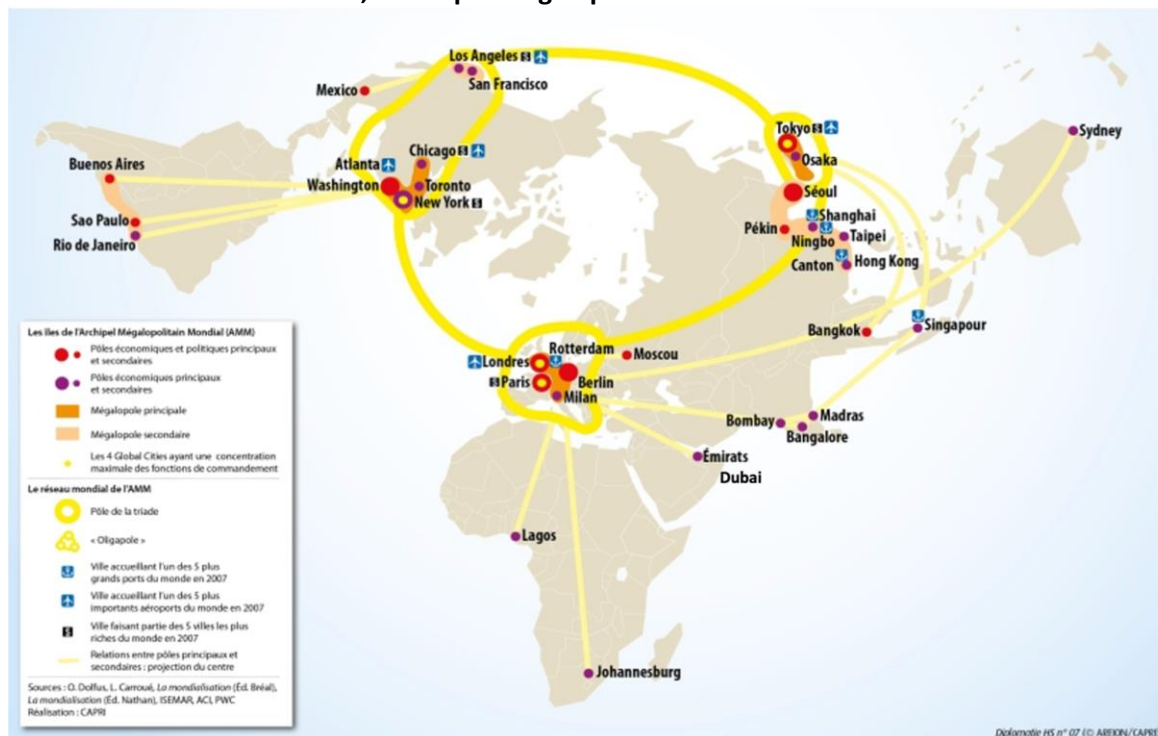 Los Angeles
San Francisco
Mexico
Sydney
Tokyo
Osaka
Chicago
Buenos Aires
Atlanta
Washington
Toronto
New York
Séoul
Shanghai
Sao Paulo
Pékin
Ningbo
Taipei
Rio de Janeiro
Canton
Hong Kong
Bangkok
Singapour
Londres
Rotterdam
Moscou
Paris
Berlin
Milan
Bombay
Madras
Bangalore
Émirats
Dubai
Lagos
Johannesburg
Les îles de l'Archipel Mégalopolitain Mondial (AMM)
Pôles économiques et politiques principaux
et secondaires
Pôles économiques principaux
et secondaires
Mégalopole principale
Mégalopole secondaire
Les 4 Global Cities ayant une concentration
maximale des fonctions de commandement
Le réseau mondial de l'AMM
Pôle de la triade
« Oligapole »
Ville accueillant l'un des 5 plus
grands ports du monde en 2007
Ville accueillant l'un des 5 plus
importants aéroports du monde en 2007
Ville faisant partie des 5 villes les plus
riches du monde en 2007
Relations entre pôles principaux et
secondaires : projection du centre
Sources : O. Dolfus, L. Carroué, La mondialisation (Éd. Bréal),
La mondialisation (Éd. Nathan), ISEMAR, ACI, PWC
Réalisation : CAPRI
Diplomatie HS n° 07 (© AREION/CAPRI)